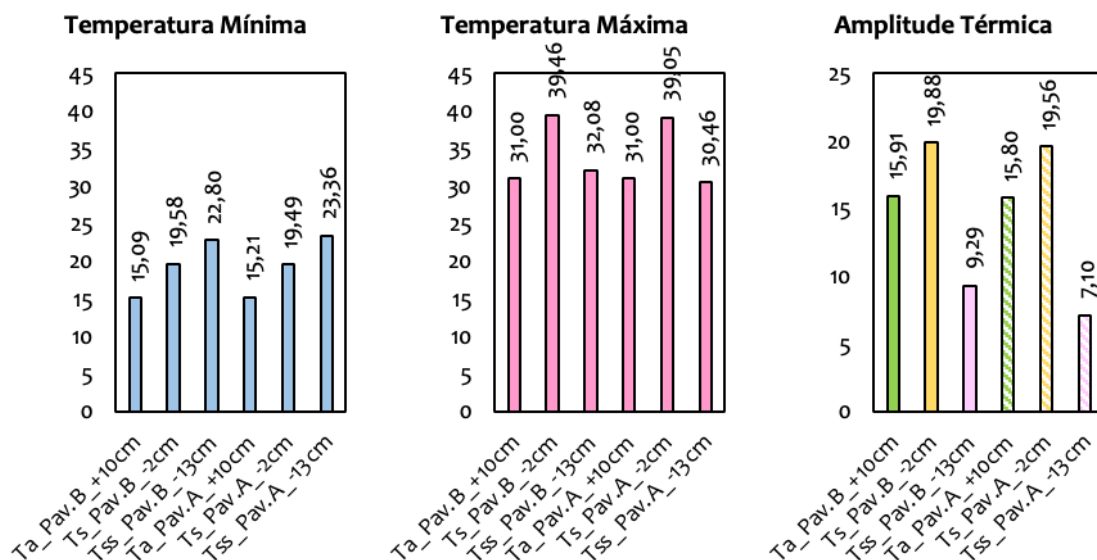 Temperatura Mínima
45
40
35
30
25
20
15
10
5
0
15,09
19,58
22,80
15,21
19,49
23,36
Ta_Pav.B_+10cm
Ts_Pav.B_-2cm
Tss_Pav.B_-13cm
Ta_Pav.A_+10cm
Ts_Pav.A_-2cm
Tss_Pav.A_-13cm
Temperatura Máxima
45
40
35
30
25
20
15
10
5
0
31,00
39,46
32,08
31,00
39,05
30,46
Ta_Pav.B_+10cm
Ts_Pav.B_-2cm
Tss_Pav.B_-13cm
Ta_Pav.A_+10cm
Ts_Pav.A_-2cm
Tss_Pav.A_-13cm
Amplitude Térmica
25
20
15
10
5
0
15,91
19,88
9,29
15,80
19,56
7,10
Ta_Pav.B_+10cm
Ts_Pav.B_-2cm
Tss_Pav.B_-13cm
Ta_Pav.A_+10cm
Ts_Pav.A_-2cm
Tss_Pav.A_-13cm